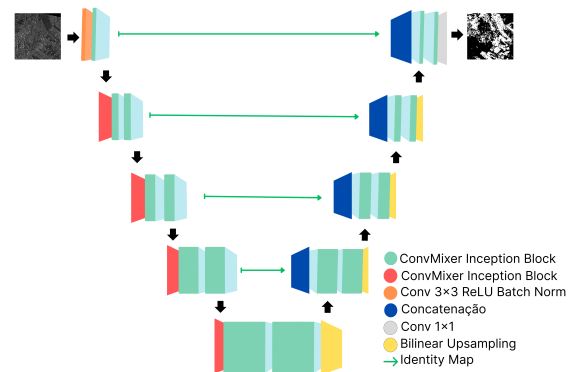 ConvMixer Inception Block
ConvMixer Inception Block
Conv 3×3 ReLU Batch Norm
Concatenação
Conv 1×1
Bilinear Upsampling
Identity Map